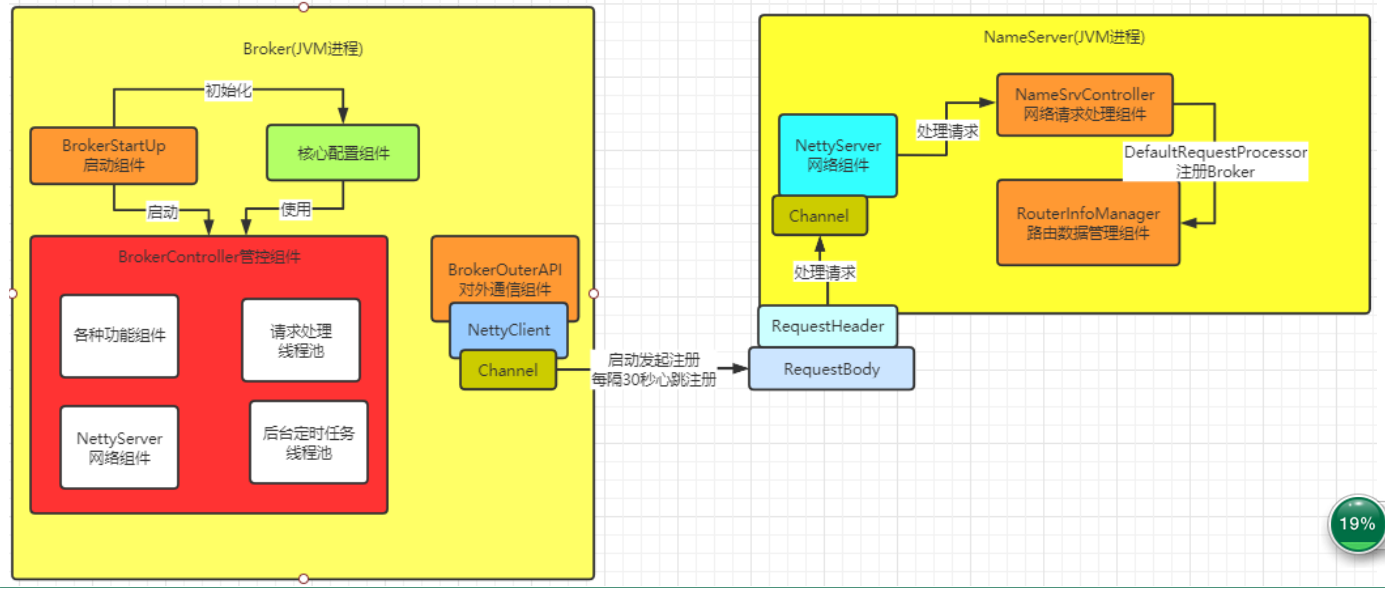 Broker(JVM进程)
初始化
BrokerStartUp
启动组件
核心配置组件
启动
使用
BrokerController管控组件
各种功能组件
请求处理
线程池
NettyServer
网络组件
后台定时任务
线程池
BrokerOuterAPI
对外通信组件
NettyClient
Channel
启动发起注册
每隔30秒心跳注册
RequestHeader
RequestBody
处理请求
NameServer(JVM进程)
NettyServer
网络组件
Channel
处理请求
NameSrvController
网络请求处理组件
DefaultRequestProcessor
注册Broker
RouterInfoManager
路由数据管理组件
19%